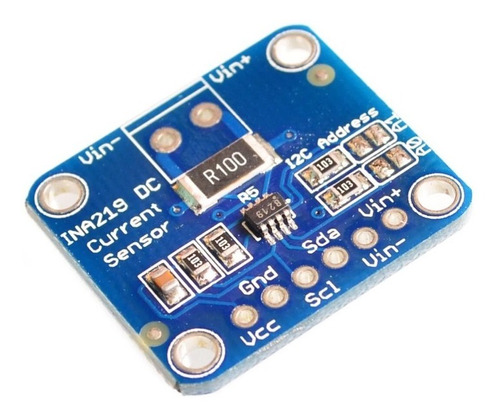 Vin+
Vin-
INA219 DC
Current
Sensor
R100
R5
I2C Address
103
103
103
103
Vcc
Gnd
Scl
Sda
Vin-
Vin+